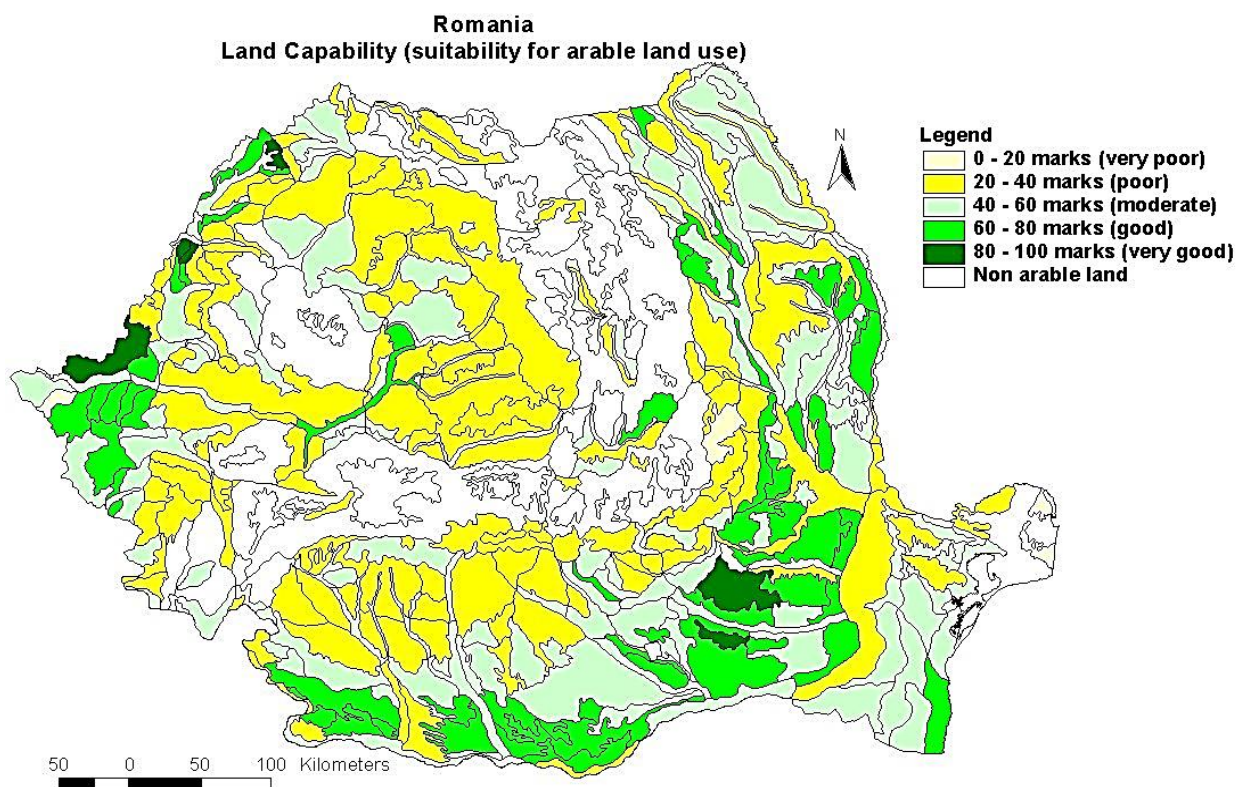 Romania
Land Capability (suitability for arable land use)
N
Legend
0 - 20 marks (very poor)
20 - 40 marks (poor)
40 - 60 marks (moderate)
60 - 80 marks (good)
80 - 100 marks (very good)
Non arable land
50 0 50 100 Kilometers